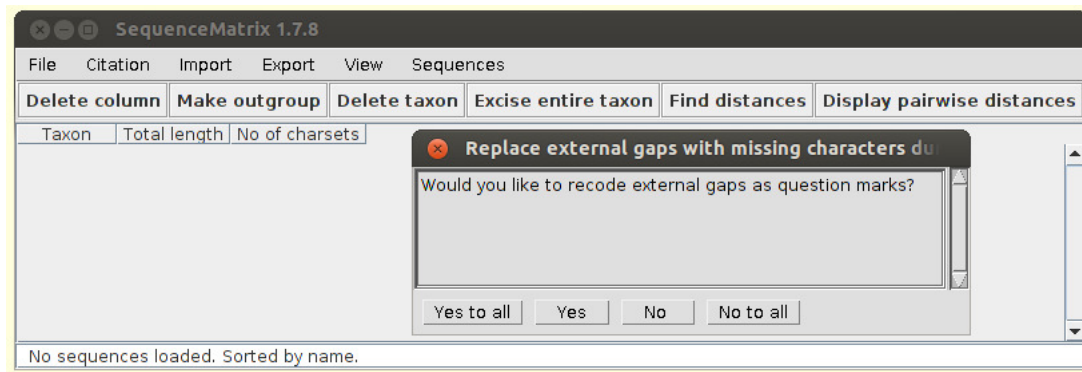 SequenceMatrix 1.7.8
File Citation Import Export View Sequences
Delete column Make outgroup Delete taxon Excise entire taxon Find distances Display pairwise distances
Taxon Total length No of charsets
Replace external gaps with missing characters du
Would you like to recode external gaps as question marks?
Yes to all Yes No No to all
No sequences loaded. Sorted by name.